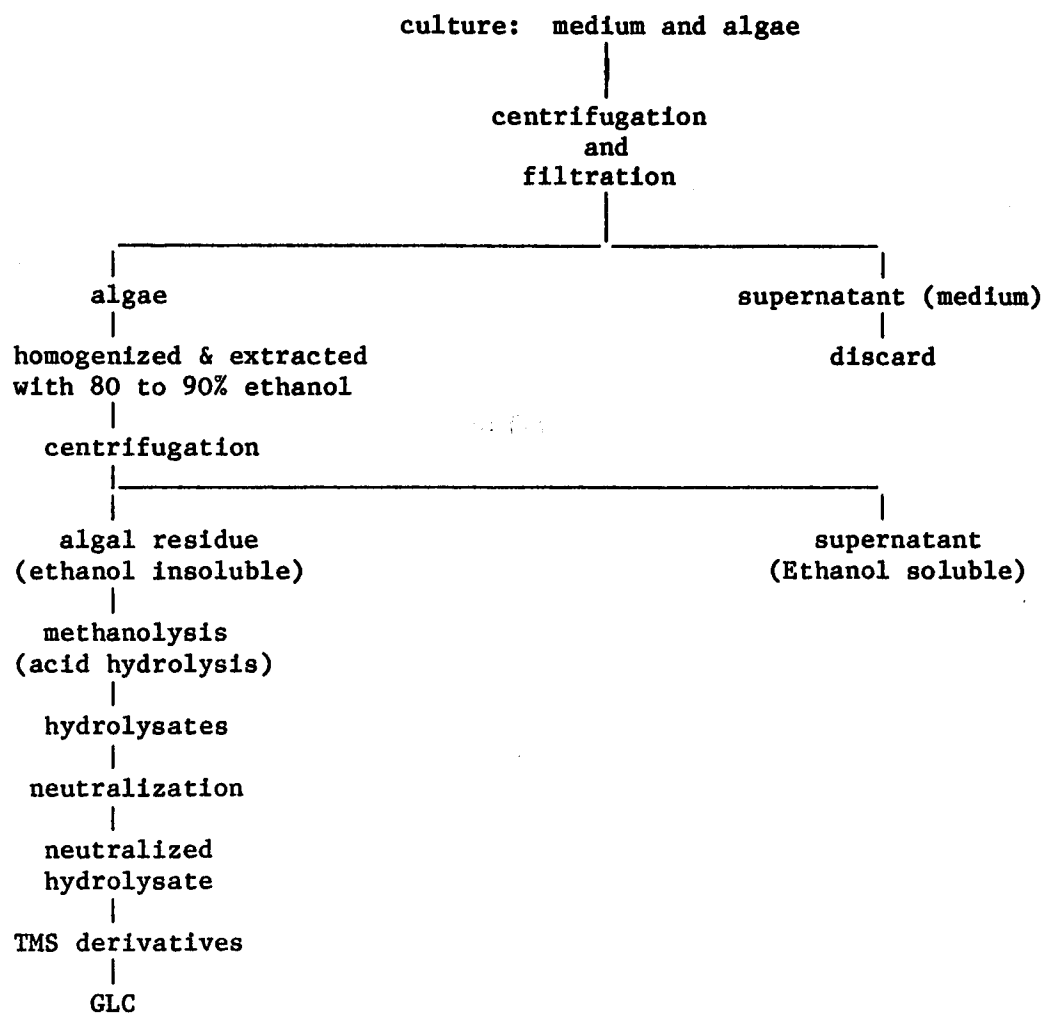 culture: medium and algae
centrifugation
and
filtration
algae
supernatant (medium)
homogenized & extracted
with 80 to 90% ethanol
discard
centrifugation
algal residue
(ethanol insoluble)
supernatant
(Ethanol soluble)
methanolysis
(acid hydrolysis)
hydrolysates
neutralization
neutralized
hydrolysate
TMS derivatives
GLC